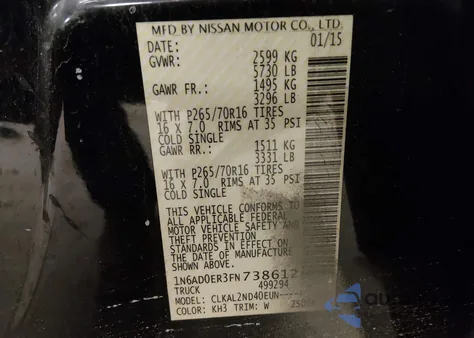 MFD BY NISSAN MOTOR CO., LTD.
DATE: 01/15
GVWR: 2599 KG
5730 LB
GAWR FR.: 1495 KG
3296 LB
WITH P265/70R16 TIRES
16 X 7.0 RIMS AT 35 PSI
COLD SINGLE
GAWR RR.: 1511 KG
3331 LB
WITH P265/70R16 TIRES
16 X 7.0 RIMS AT 35 PSI
COLD SINGLE
THIS VEHICLE CONFORMS TO
ALL APPLICABLE FEDERAL
MOTOR VEHICLE SAFETY AND
THEFT PREVENTION
STANDARDS IN EFFECT ON
THE DATE OF MANUFACTURE
SHOWN ABOVE.
1N6AD0ER3FN738612
TRUCK 499294
MODEL: CLKAL2ND40EUN----
COLOR: KH3 TRIM: W